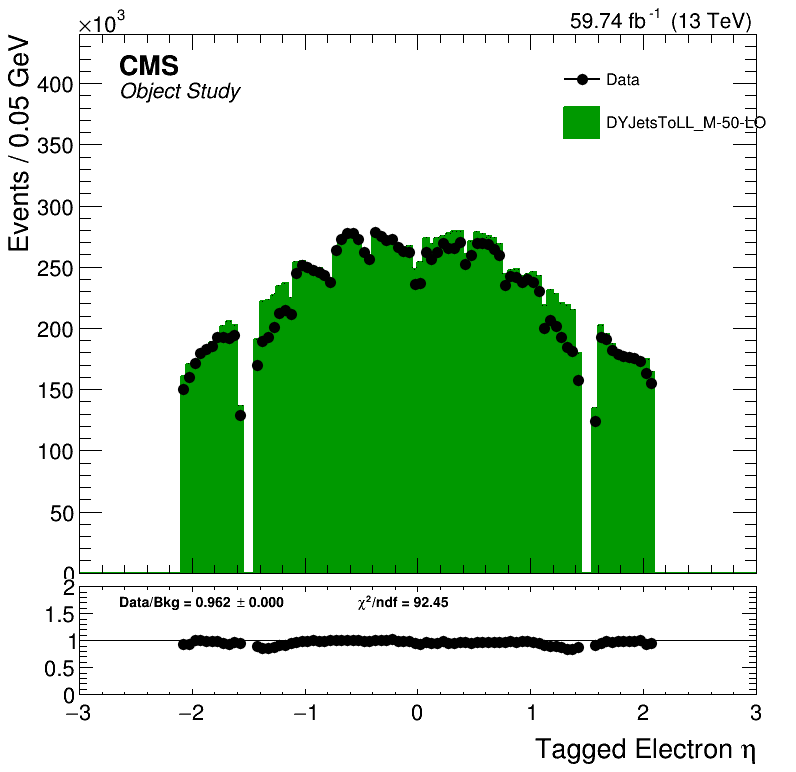 ×10³
59.74 fb⁻¹ (13 TeV)
Events / 0.05 GeV
CMS
Object Study
Data
DYJetsToLL_M-50-LO
400
350
300
250
200
150
100
50
0
Data/Bkg = 0.962 ± 0.000
χ²/ndf = 92.45
2
1.5
1
0.5
0
−3
−2
−1
0
1
2
3
Tagged Electron η